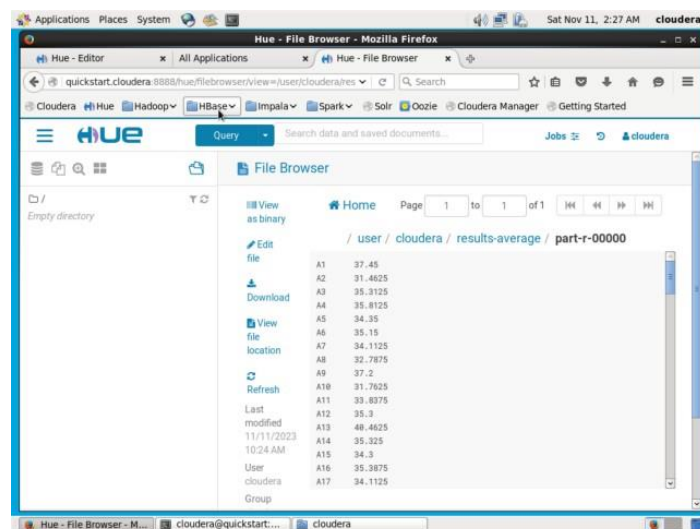 Applications Places System Sat Nov 11, 2:27 AM cloudera
Hue - File Browser - Mozilla Firefox
Hue - Editor × All Applications × Hue - File Browser ×
quickstart.cloudera:8888/hue/filebrowser/view=/user/cloudera/res Search
Cloudera Hue Hadoop HBase Impala Spark Solr Oozie Cloudera Manager Getting Started
HUE Query Search data and saved documents... Jobs cloudera
File Browser
/
Empty directory
View as binary
Edit file
Download
View file location
Refresh
Last modified
11/11/2023
10:24 AM
User
cloudera
Group
Home Page 1 to 1 of 1
/ user / cloudera / results-average / part-r-00000
A1 37.45
A2 31.4625
A3 35.3125
A4 35.8125
A5 34.35
A6 35.15
A7 34.1125
A8 32.7875
A9 37.2
A10 31.7625
A11 33.8375
A12 35.3
A13 40.4625
A14 35.325
A15 34.3
A16 35.3875
A17 34.1125
Hue - File Browser - M... cloudera@quickstart:... cloudera